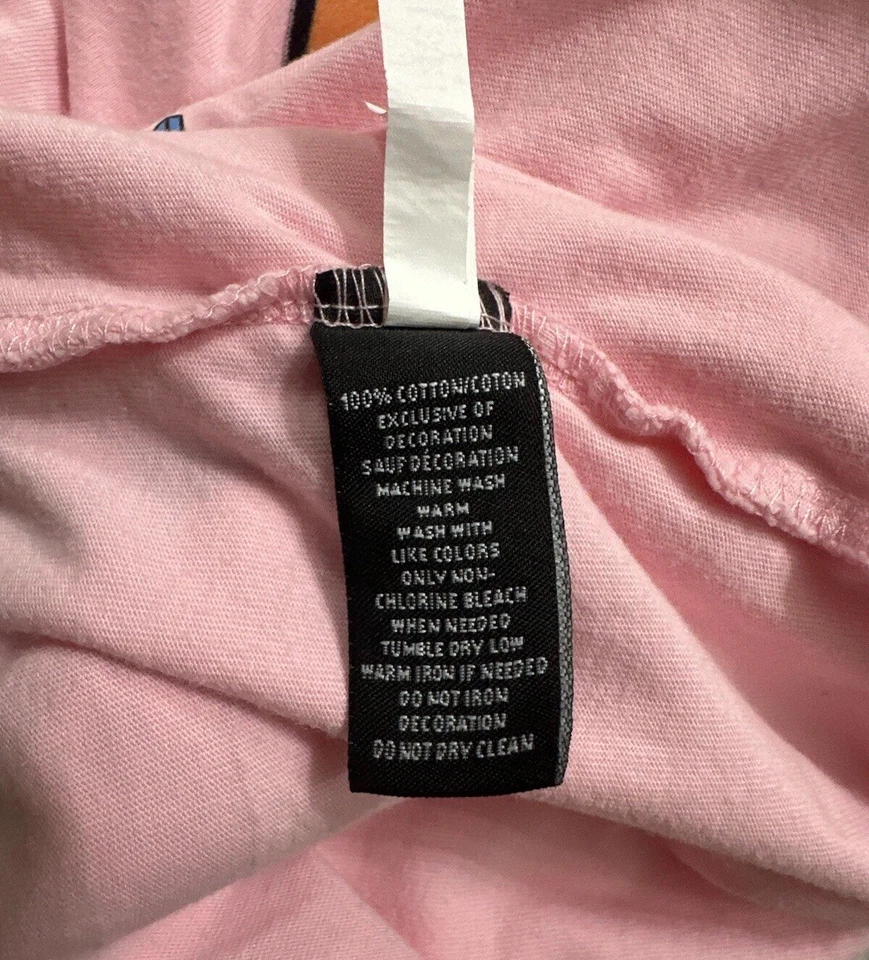 100% COTTON/COTON
EXCLUSIVE OF
DECORATION
SAUF DÉCORATION
MACHINE WASH
WARM
WASH WITH
LIKE COLORS
ONLY NON-
CHLORINE BLEACH
WHEN NEEDED
TUMBLE DRY LOW
WARM IRON IF NEEDED
DO NOT IRON
DECORATION
DO NOT DRY CLEAN